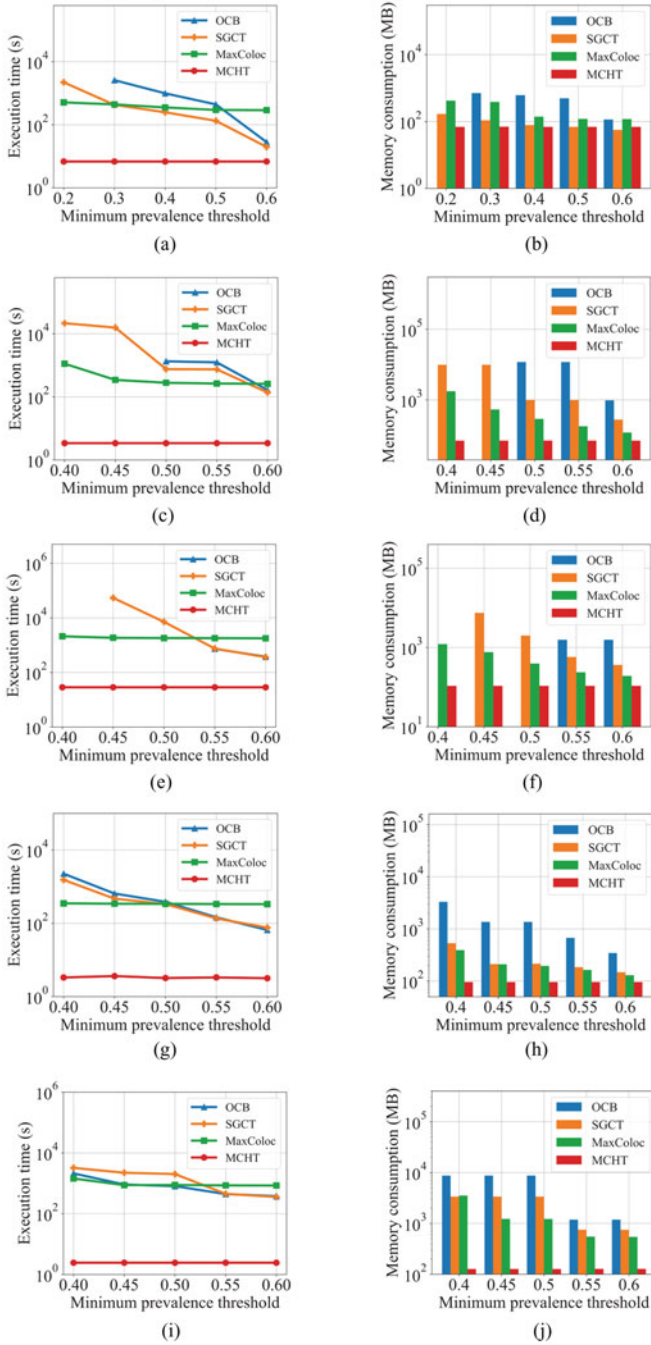 Execution time (s)
10^4
10^2
10^0
OCB
SGCT
MaxColoc
MCHT
0.2 0.3 0.4 0.5 0.6
Minimum prevalence threshold
(a)
Memory consumption (MB)
10^4
10^2
10^0
OCB
SGCT
MaxColoc
MCHT
0.2 0.3 0.4 0.5 0.6
Minimum prevalence threshold
(b)
Execution time (s)
10^4
10^2
10^0
OCB
SGCT
MaxColoc
MCHT
0.40 0.45 0.50 0.55 0.60
Minimum prevalence threshold
(c)
Memory consumption (MB)
10^5
10^3
OCB
SGCT
MaxColoc
MCHT
0.4 0.45 0.5 0.55 0.6
Minimum prevalence threshold
(d)
Execution time (s)
10^6
10^4
10^2
10^0
OCB
SGCT
MaxColoc
MCHT
0.40 0.45 0.50 0.55 0.60
Minimum prevalence threshold
(e)
Memory consumption (MB)
10^5
10^3
10^1
OCB
SGCT
MaxColoc
MCHT
0.4 0.45 0.5 0.55 0.6
Minimum prevalence threshold
(f)
Execution time (s)
10^4
10^2
10^0
OCB
SGCT
MaxColoc
MCHT
0.40 0.45 0.50 0.55 0.60
Minimum prevalence threshold
(g)
Memory consumption (MB)
10^5
10^4
10^3
10^2
OCB
SGCT
MaxColoc
MCHT
0.4 0.45 0.5 0.55 0.6
Minimum prevalence threshold
(h)
Execution time (s)
10^6
10^4
10^2
10^0
OCB
SGCT
MaxColoc
MCHT
0.40 0.45 0.50 0.55 0.60
Minimum prevalence threshold
(i)
Memory consumption (MB)
10^5
10^4
10^3
10^2
OCB
SGCT
MaxColoc
MCHT
0.4 0.45 0.5 0.55 0.6
Minimum prevalence threshold
(j)